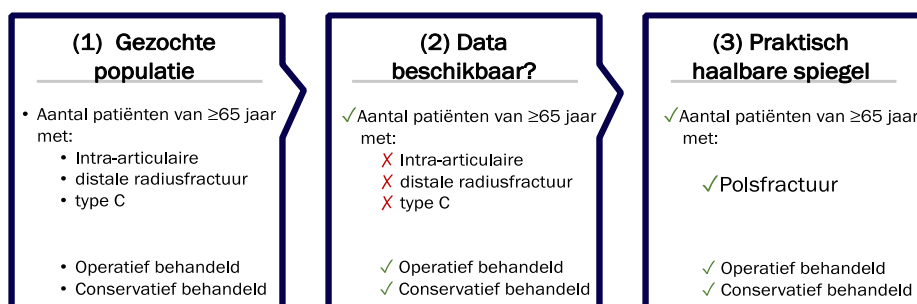 (1) Gezochte
populatie
• Aantal patiënten van ≥65 jaar
met:
• Intra-articulaire
• distale radiusfractuur
• type C
• Operatief behandeld
• Conservatief behandeld
(2) Data
beschikbaar?
✓Aantal patiënten van ≥65 jaar
met:
✗ Intra-articulaire
✗ distale radiusfractuur
✗ type C
✓ Operatief behandeld
✓ Conservatief behandeld
(3) Praktisch
haalbare spiegel
✓Aantal patiënten van ≥65 jaar
met:
✓Polsfractuur
✓ Operatief behandeld
✓ Conservatief behandeld